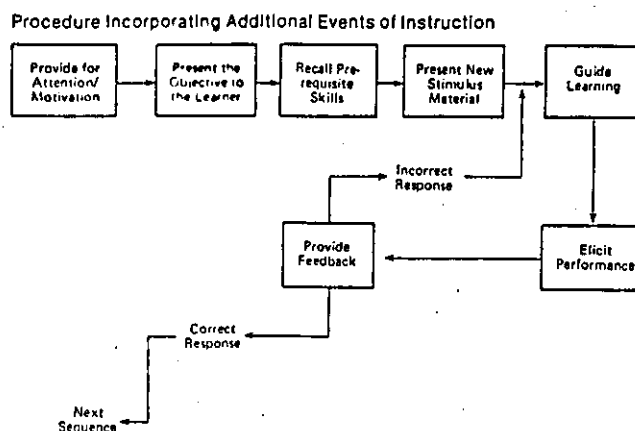 Procedure Incorporating Additional Events of Instruction
Provide for
Attention/
Motivation
Present the
Objective to
the Learner
Recall Pre-
requisite
Skills
Present New
Stimulus
Material
Guide
Learning
Incorrect
Response
Provide
Feedback
Elicit
Performance
Correct
Response
Next
Sequence